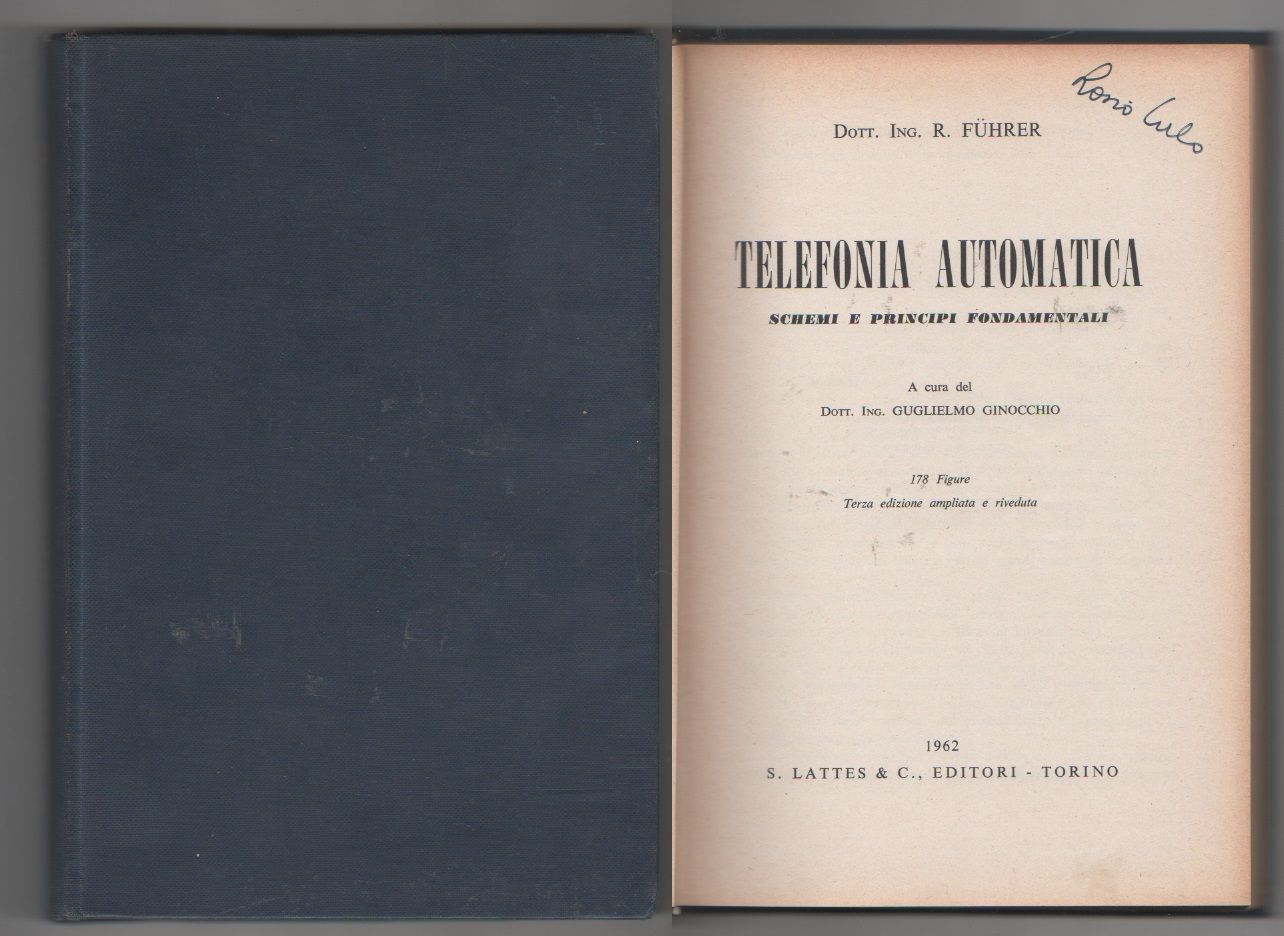 Dott. Ing. R. FÜHRER
TELEFONIA AUTOMATICA
SCHEMI E PRINCIPI FONDAMENTALI
A cura del
Dott. Ing. GUGLIELMO GINOCCHIO
178 Figure
Terza edizione ampliata e riveduta
1962
S. LATTES & C., EDITORI - TORINO